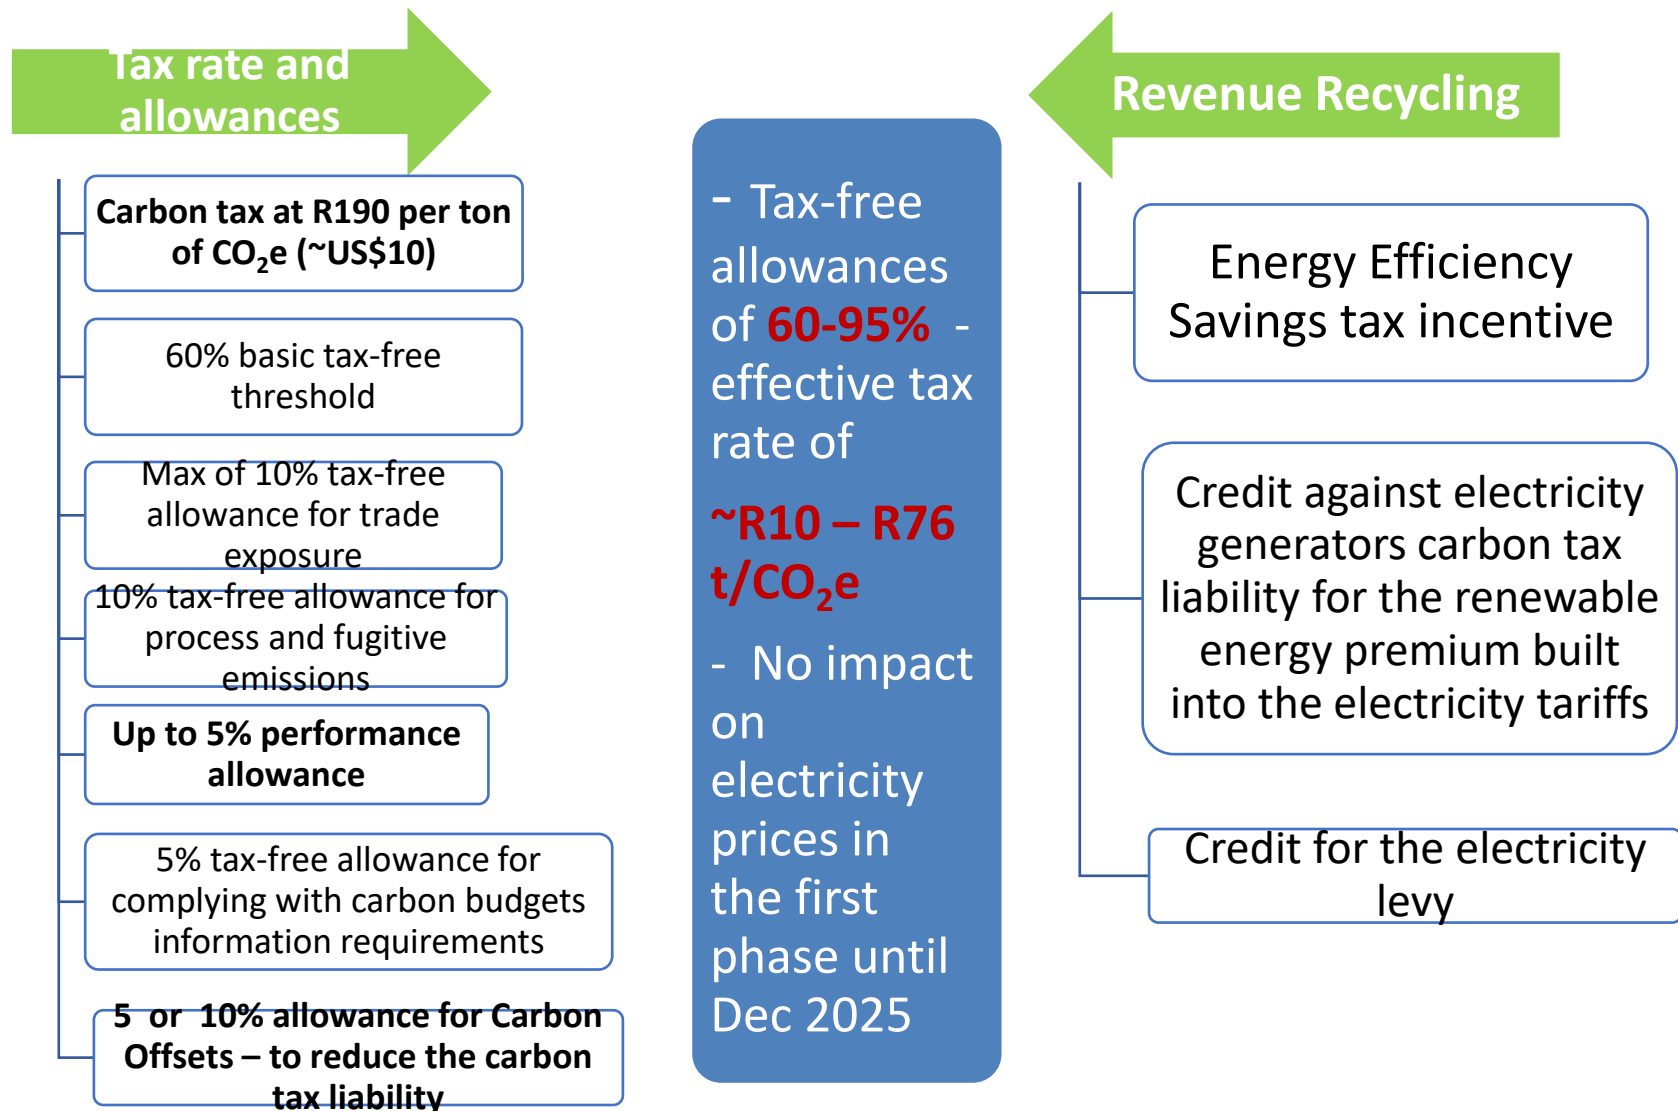 Tax rate and
allowances
Carbon tax at R190 per ton
of CO₂e (~US$10)
60% basic tax-free
threshold
Max of 10% tax-free
allowance for trade
exposure
10% tax-free allowance for
process and fugitive
emissions
Up to 5% performance
allowance
5% tax-free allowance for
complying with carbon budgets
information requirements
5 or 10% allowance for Carbon
Offsets – to reduce the carbon
tax liability
- Tax-free
allowances
of 60-95% -
effective tax
rate of
~R10 – R76
t/CO₂e
- No impact
on
electricity
prices in
the first
phase until
Dec 2025
Revenue Recycling
Energy Efficiency
Savings tax incentive
Credit against electricity
generators carbon tax
liability for the renewable
energy premium built
into the electricity tariffs
Credit for the electricity
levy